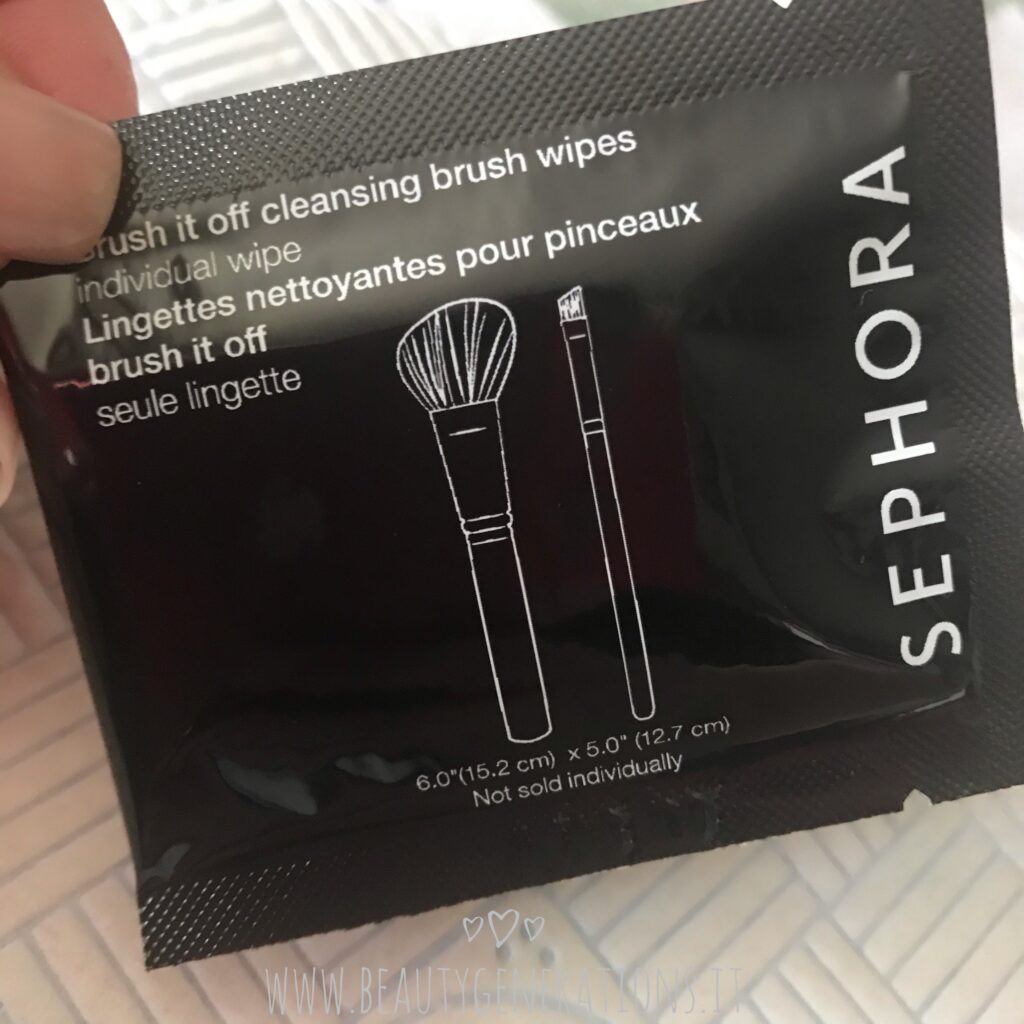 brush it off cleansing brush wipes
individual wipe
Lingettes nettoyantes pour pinceaux
brush it off
seule lingette
SEPHORA
6.0"(15.2 cm) x 5.0" (12.7 cm)
Not sold individually
WWW.BEAUTYGENERATIONS.IT